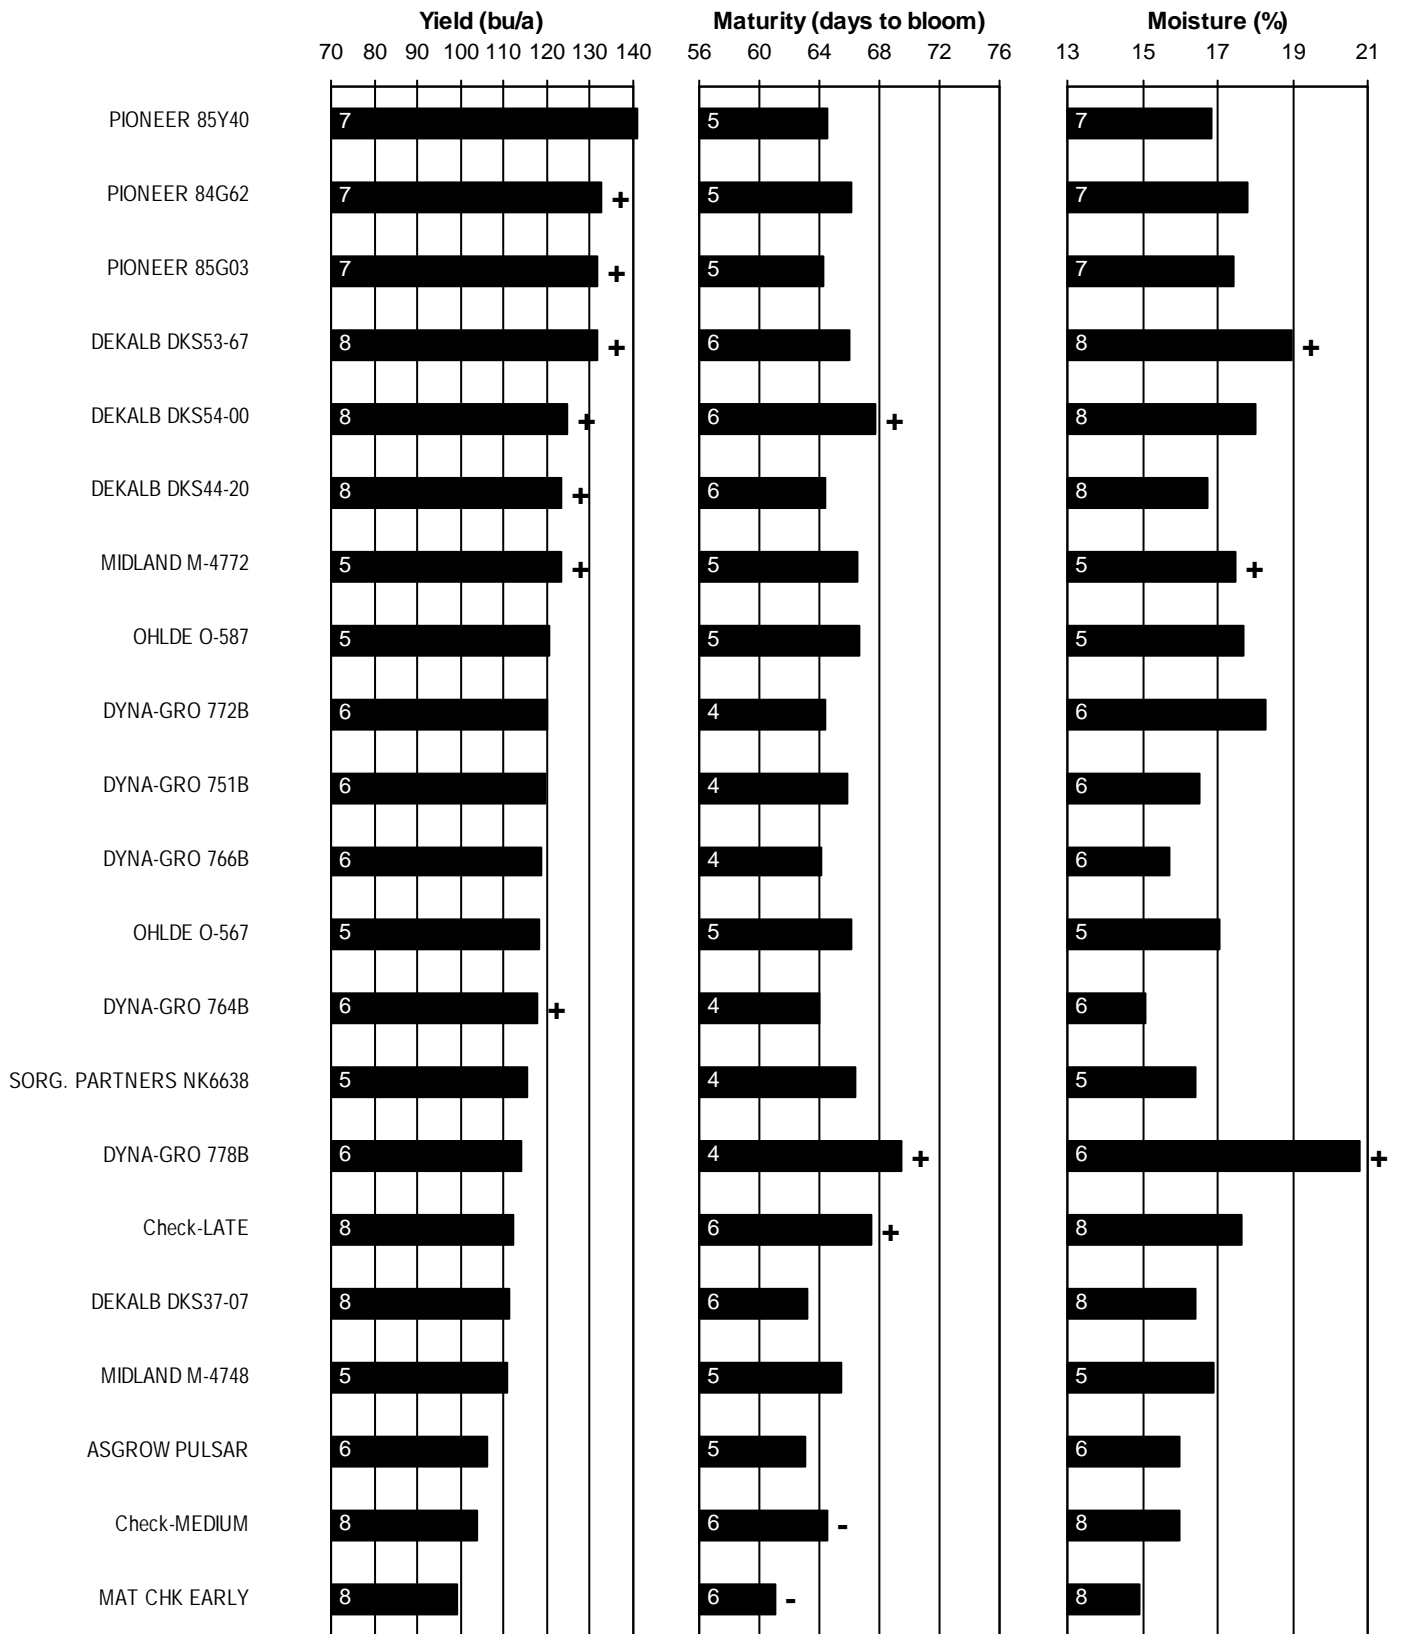 Yield (bu/a) Maturity (days to bloom) Moisture (%)
70 80 90 100 110 120 130 140 56 60 64 68 72 76 13 15 17 19 21
PIONEER 85Y40 7 5 7
PIONEER 84G62 7 + 5 7
PIONEER 85G03 7 + 5 7
DEKALB DKS53-67 8 + 6 8 +
DEKALB DKS54-00 8 + 6 + 8
DEKALB DKS44-20 8 + 6 8
MIDLAND M-4772 5 + 5 5 +
OHLDE O-587 5 5 5
DYNA-GRO 772B 6 4 6
DYNA-GRO 751B 6 4 6
DYNA-GRO 766B 6 4 6
OHLDE O-567 5 5 5
DYNA-GRO 764B 6 + 4 6
SORG. PARTNERS NK6638 5 4 5
DYNA-GRO 778B 6 4 + 6 +
Check-LATE 8 6 + 8
DEKALB DKS37-07 8 6 8
MIDLAND M-4748 5 5 5
ASGROW PULSAR 6 5 6
Check-MEDIUM 8 6 - 8
MAT CHK EARLY 8 6 - 8